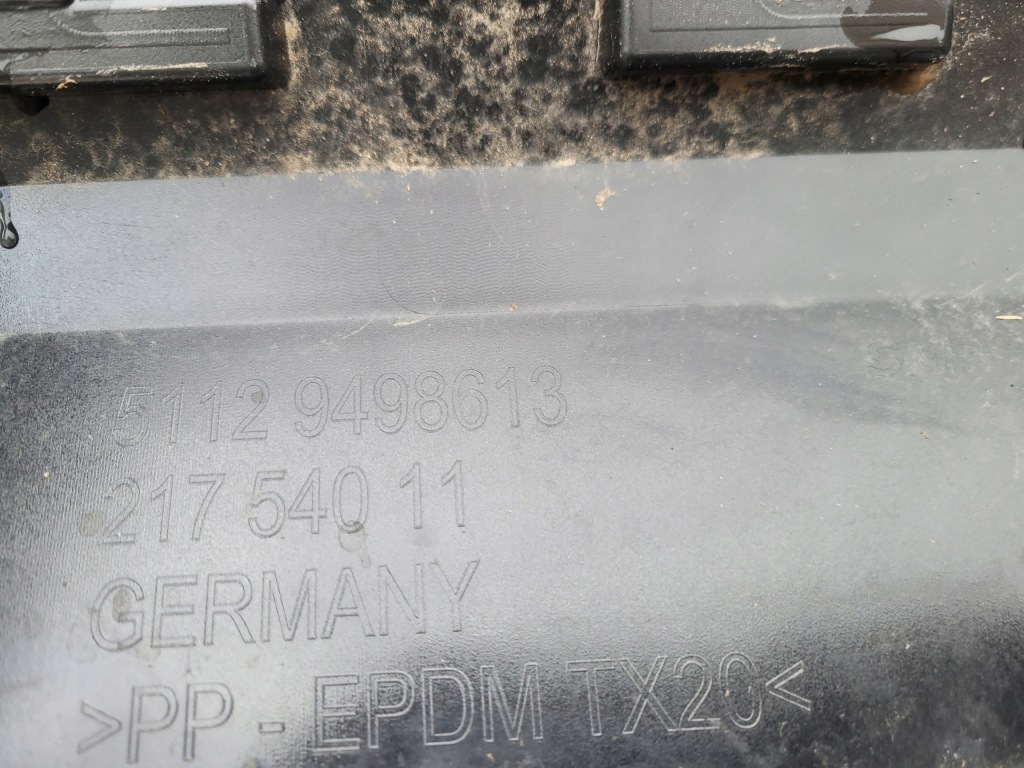 5112 9498613
217 540 11
GERMANY
>PP - EPDM TX20<